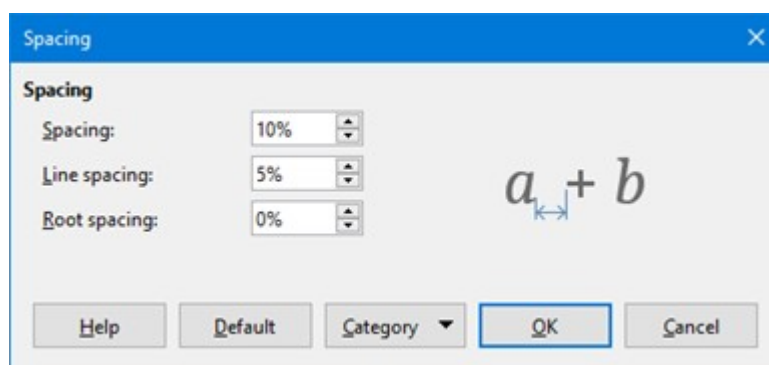 Spacing
Spacing
Spacing: 10%
Line spacing: 5%
Root spacing: 0%
a + b
Help Default Category OK Cancel